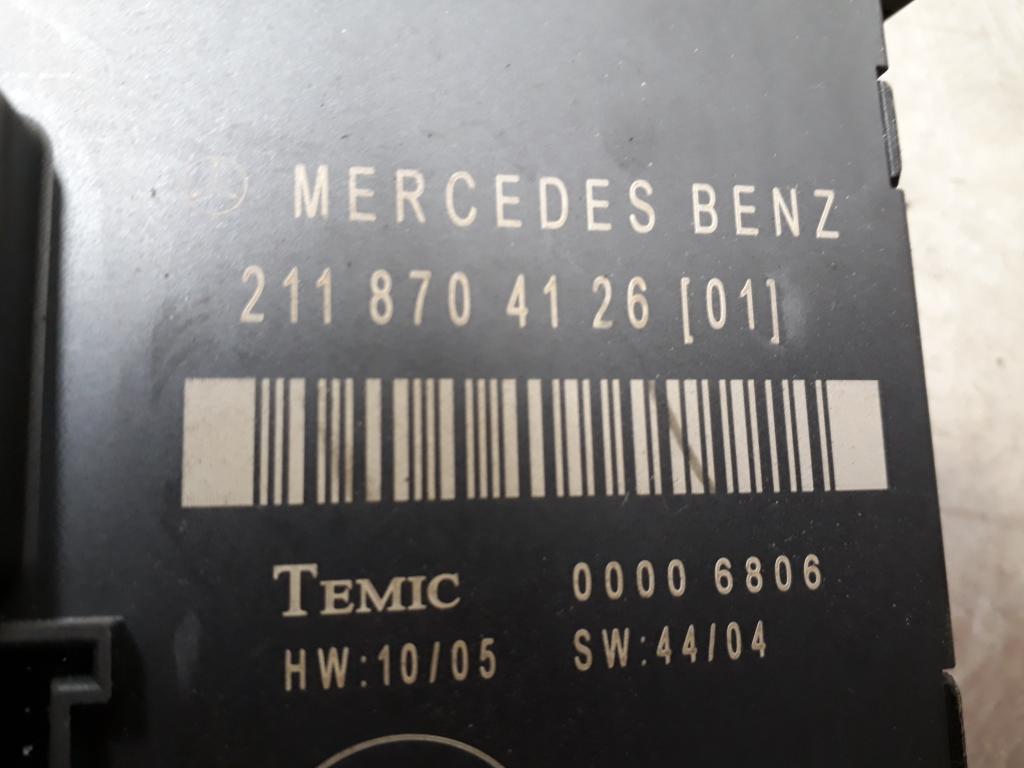 MERCEDES BENZ
211 870 41 26 [01]
TEMIC 0000 6806
HW:10/05 SW:44/04